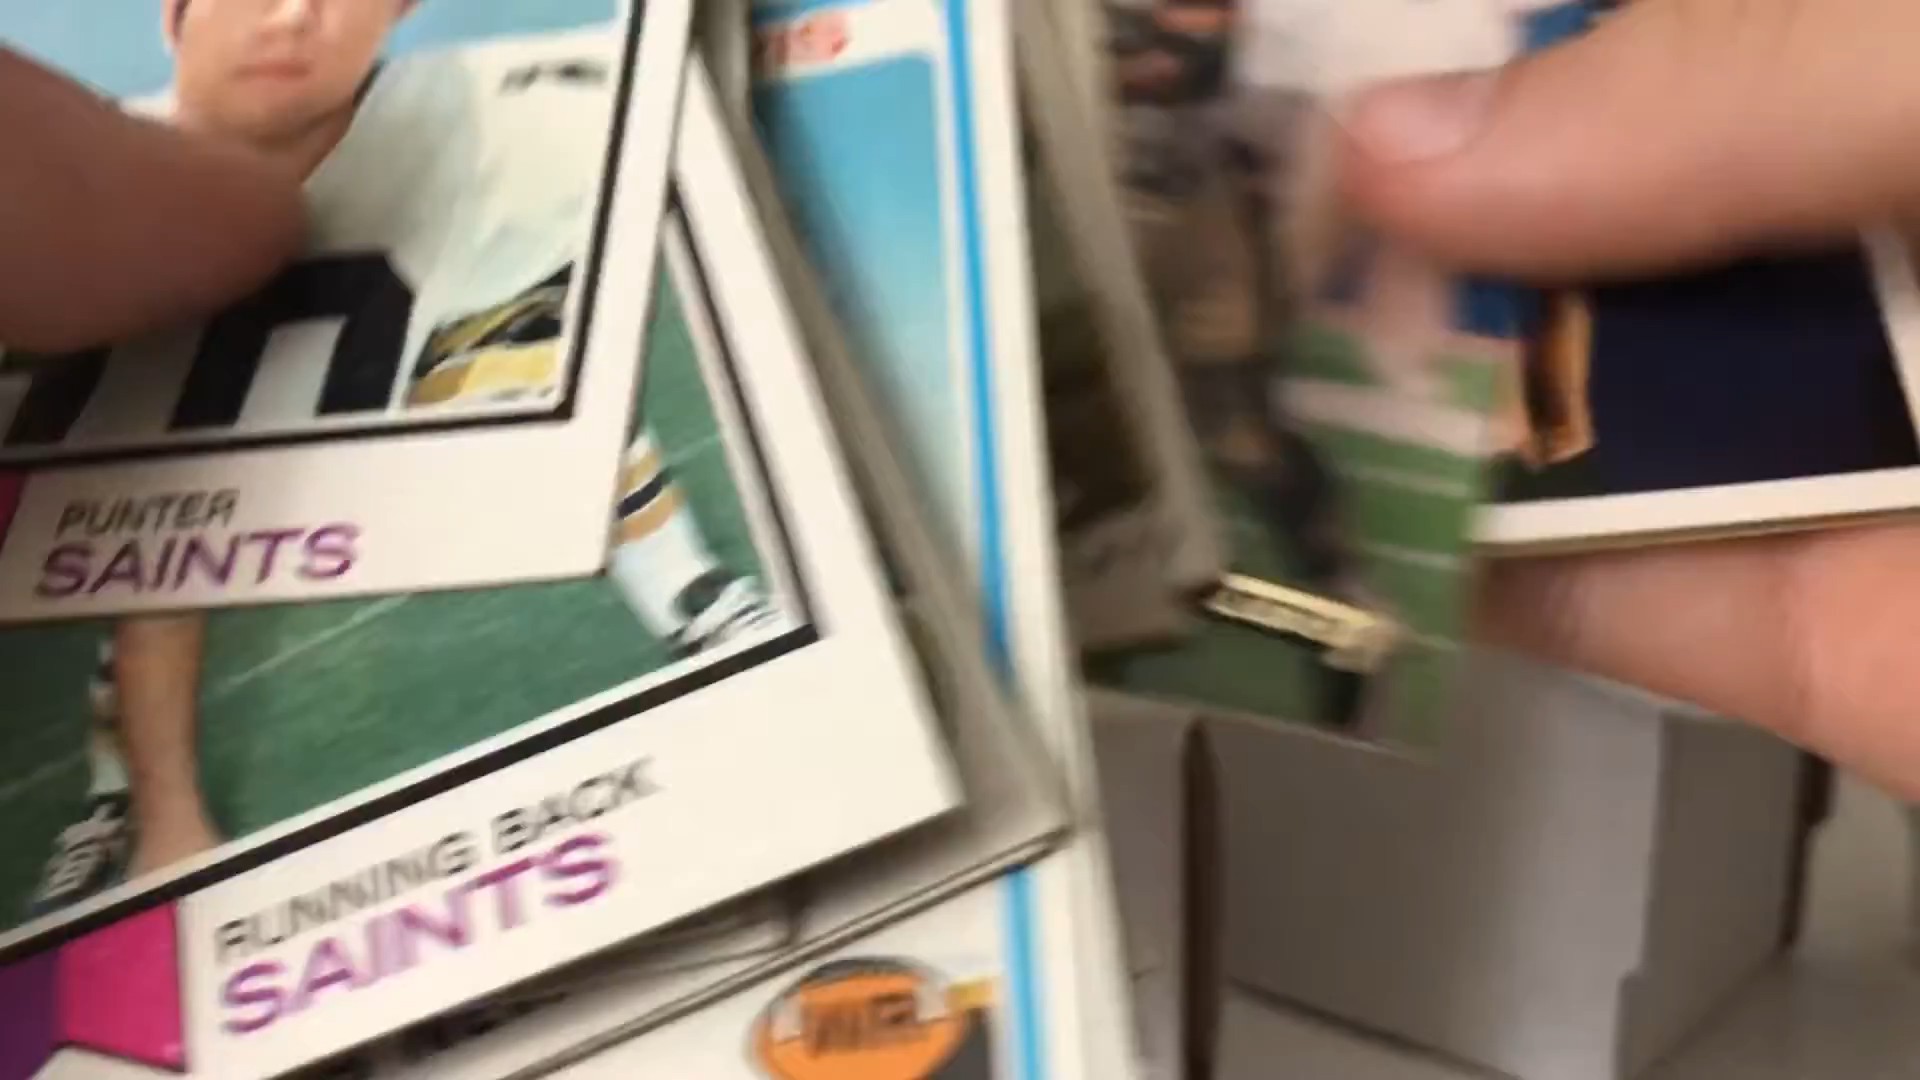 PUNTER
SAINTS
RUNNING BACK
SAINTS
W.R.